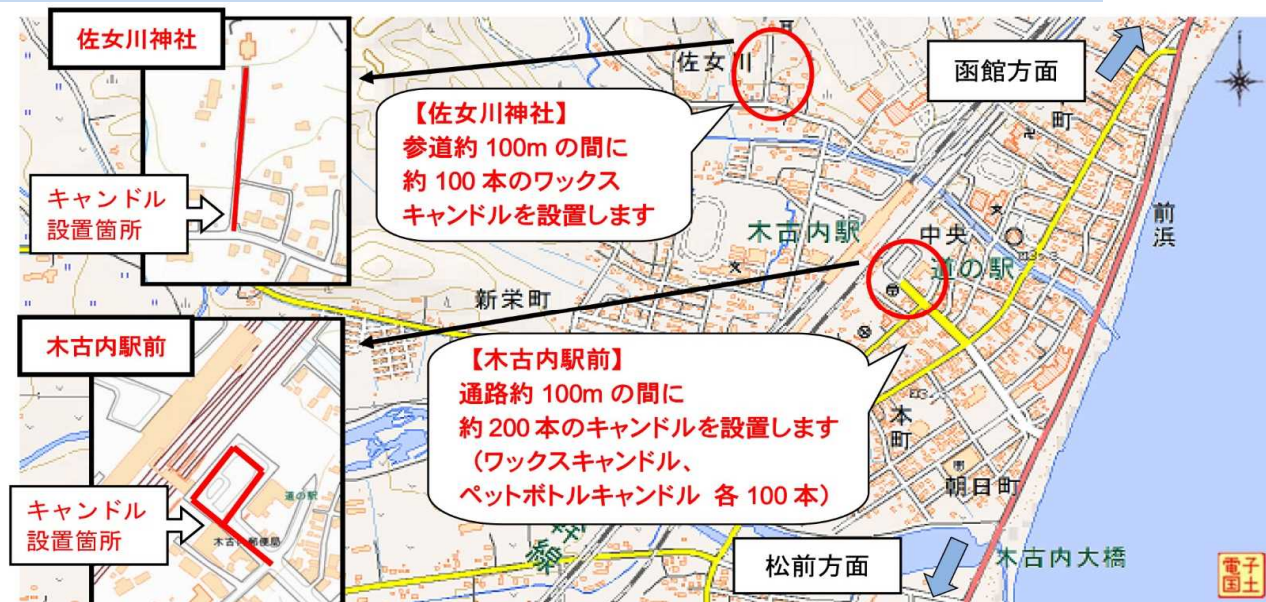 佐女川神社
キャンドル
設置箇所
佐女川
【佐女川神社】
参道約 100m の間に
約 100 本のワックス
キャンドルを設置します
函館方面
町
前浜
木古内駅
中央
道の駅
新栄町
木古内駅前
キャンドル
設置箇所
道の駅
木古内郵便局
【木古内駅前】
通路約 100m の間に
約 200 本のキャンドルを設置します
（ワックスキャンドル、
ペットボトルキャンドル 各 100 本）
本町
朝日町
線
松前方面
木古内大橋
電子
国土